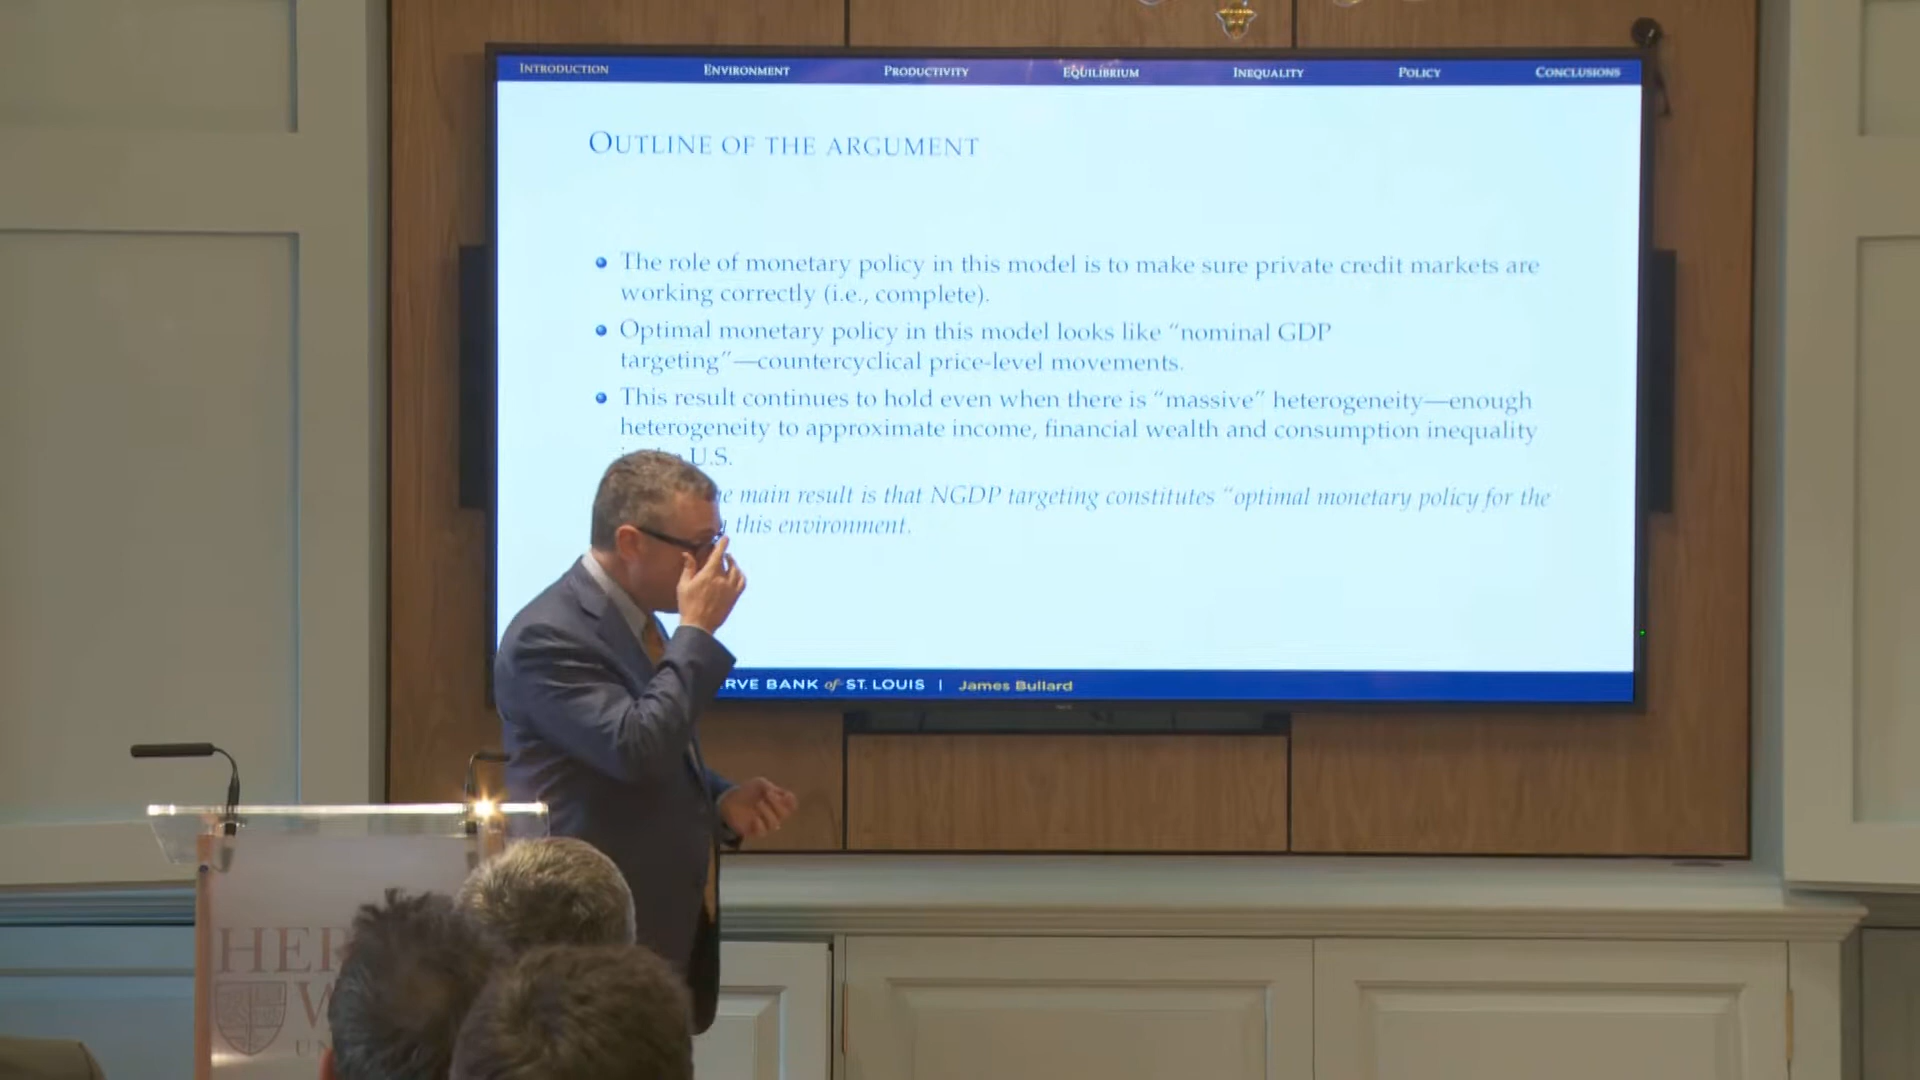 INTRODUCTION ENVIRONMENT PRODUCTIVITY EQUILIBRIUM INEQUALITY POLICY CONCLUSIONS
OUTLINE OF THE ARGUMENT
The role of monetary policy in this model is to make sure private credit markets are
working correctly (i.e., complete).
Optimal monetary policy in this model looks like “nominal GDP
targeting”—countercyclical price-level movements.
This result continues to hold even when there is “massive” heterogeneity—enough
heterogeneity to approximate income, financial wealth and consumption inequality
U.S.
main result is that NGDP targeting constitutes “optimal monetary policy for the
this environment.
RVE BANK of ST. LOUIS | James Bullard
HER
W
UN